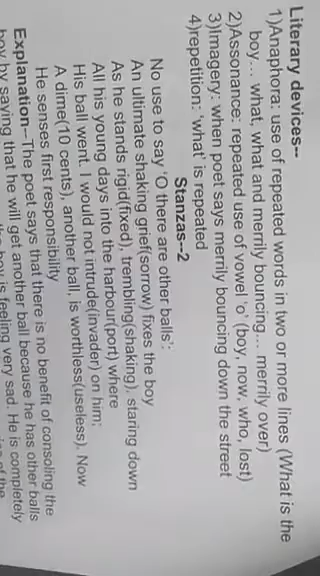 Literary devices--
1)Anaphora: use of repeated words in two or more lines (What is the
boy... what, what and merrily bouncing... merrily over)
2)Assonance: repeated use of vowel 'o' (boy, now, who, lost)
3)Imagery: when poet says merrily bouncing down the street
4)repetition: 'what' is repeated
Stanzas--2
No use to say 'O there are other balls':
An ultimate shaking grief(sorrow) fixes the boy
As he stands rigid(fixed), trembling(shaking), staring down
All his young days into the harbour(port) where
His ball went. I would not intrude(invader) on him;
A dime(10 cents), another ball, is worthless(useless). Now
He senses first responsibility
Explanation--The poet says that there is no benefit of consoling the
boy by saying that he will get another ball because he has other balls
boy is feeling very sad. He is completely
of the